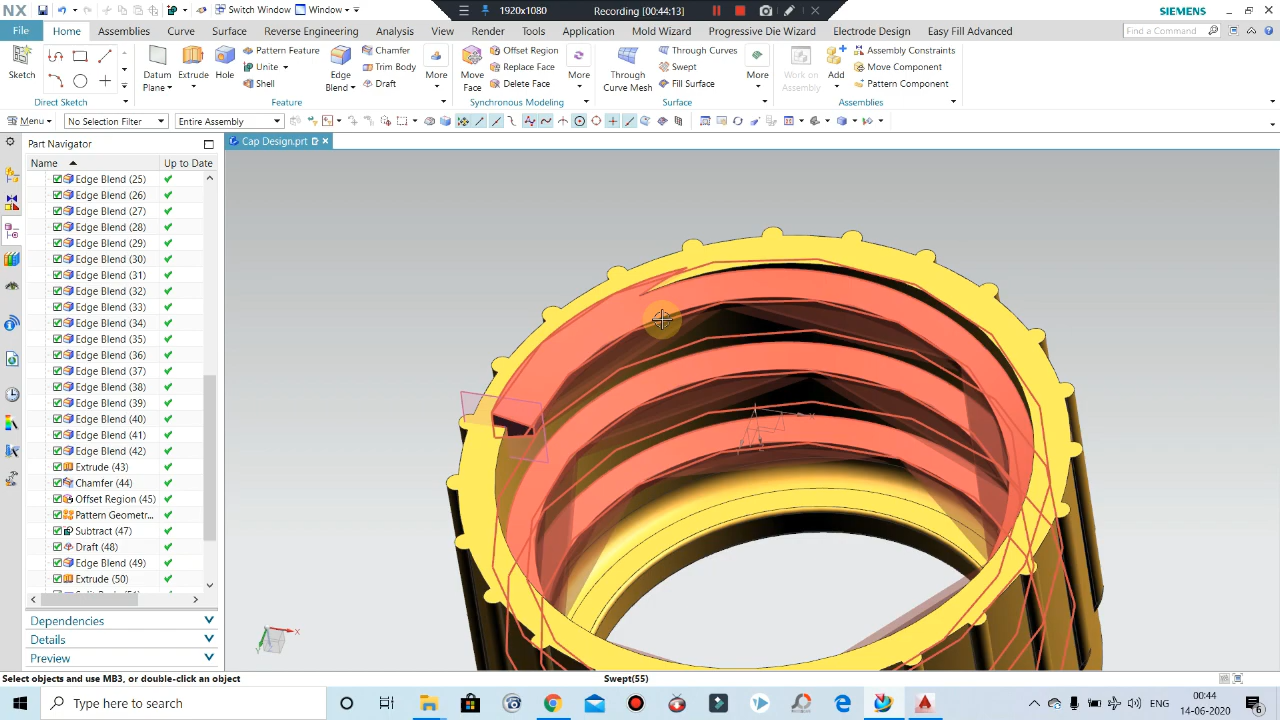 NX
Switch Window
Window
1920x1080
Recording [00:44:13]
SIEMENS
File
Home
Assemblies
Curve
Surface
Reverse Engineering
Analysis
View
Render
Tools
Application
Mold Wizard
Progressive Die Wizard
Electrode Design
Easy Fill Advanced
Find a Command
Sketch
Direct Sketch
Datum Plane
Extrude
Hole
Pattern Feature
Unite
Shell
Edge Blend
Chamfer
Trim Body
Draft
More
Feature
Move Face
Offset Region
Replace Face
Delete Face
More
Synchronous Modeling
Through Curve Mesh
Through Curves
Swept
Fill Surface
More
Surface
Work on Assembly
Add
Assembly Constraints
Move Component
Pattern Component
Assemblies
Menu
No Selection Filter
Entire Assembly
Part Navigator
Cap Design.prt
Name
Up to Date
Edge Blend (25)
Edge Blend (26)
Edge Blend (27)
Edge Blend (28)
Edge Blend (29)
Edge Blend (30)
Edge Blend (31)
Edge Blend (32)
Edge Blend (33)
Edge Blend (34)
Edge Blend (35)
Edge Blend (36)
Edge Blend (37)
Edge Blend (38)
Edge Blend (39)
Edge Blend (40)
Edge Blend (41)
Edge Blend (42)
Extrude (43)
Chamfer (44)
Offset Region (45)
Pattern Geometr...
Subtract (47)
Draft (48)
Edge Blend (49)
Extrude (50)
Dependencies
Details
Preview
X
Y
Select objects and use MB3, or double-click an object
Swept(55)
Type here to search
ENG
00:44
14-06-2020
6